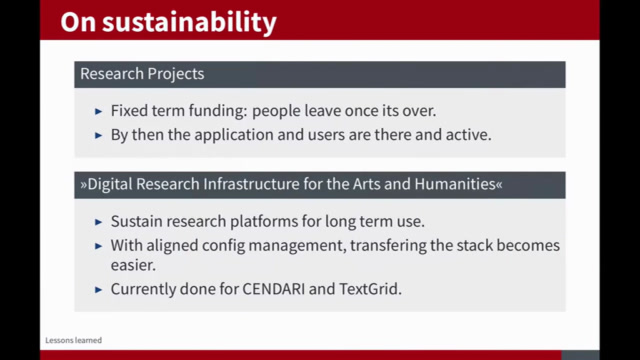 On sustainability
Research Projects
▸ Fixed term funding: people leave once its over.
▸ By then the application and users are there and active.
»Digital Research Infrastructure for the Arts and Humanities«
▸ Sustain research platforms for long term use.
▸ With aligned config management, transfering the stack becomes
easier.
▸ Currently done for CENDARI and TextGrid.
Lessons learned